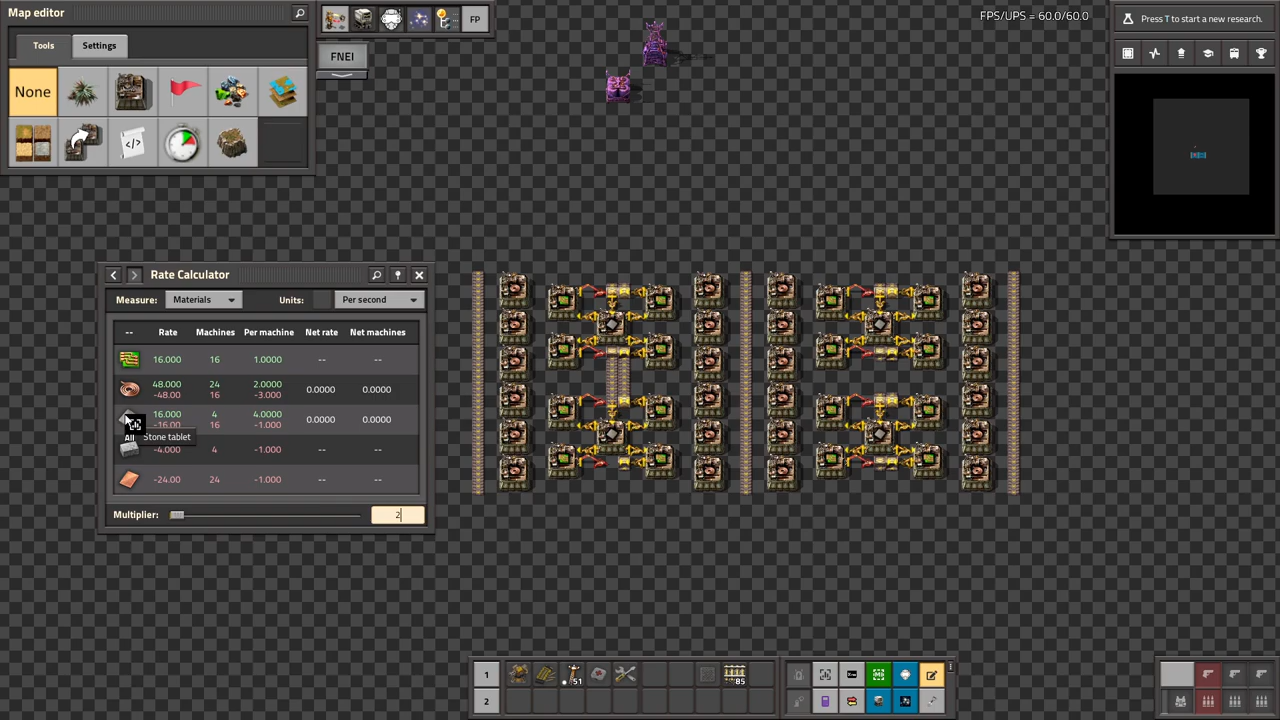 Map editor
FP
FPS/UPS = 60.0/60.0
Press T to start a new research.
Tools
Settings
FNEI
None
Rate Calculator
Measure:
Materials
Units:
Per second
--
Rate
Machines
Per machine
Net rate
Net machines
16.000
16
1.0000
--
--
48.000
24
2.0000
-48.00
16
-3.000
0.0000
0.0000
16.000
4
4.0000
-16.00
16
-1.000
0.0000
0.0000
All
Stone tablet
-4.000
4
-1.000
--
--
-24.00
24
-1.000
--
--
Multiplier:
2
1
51
85
2